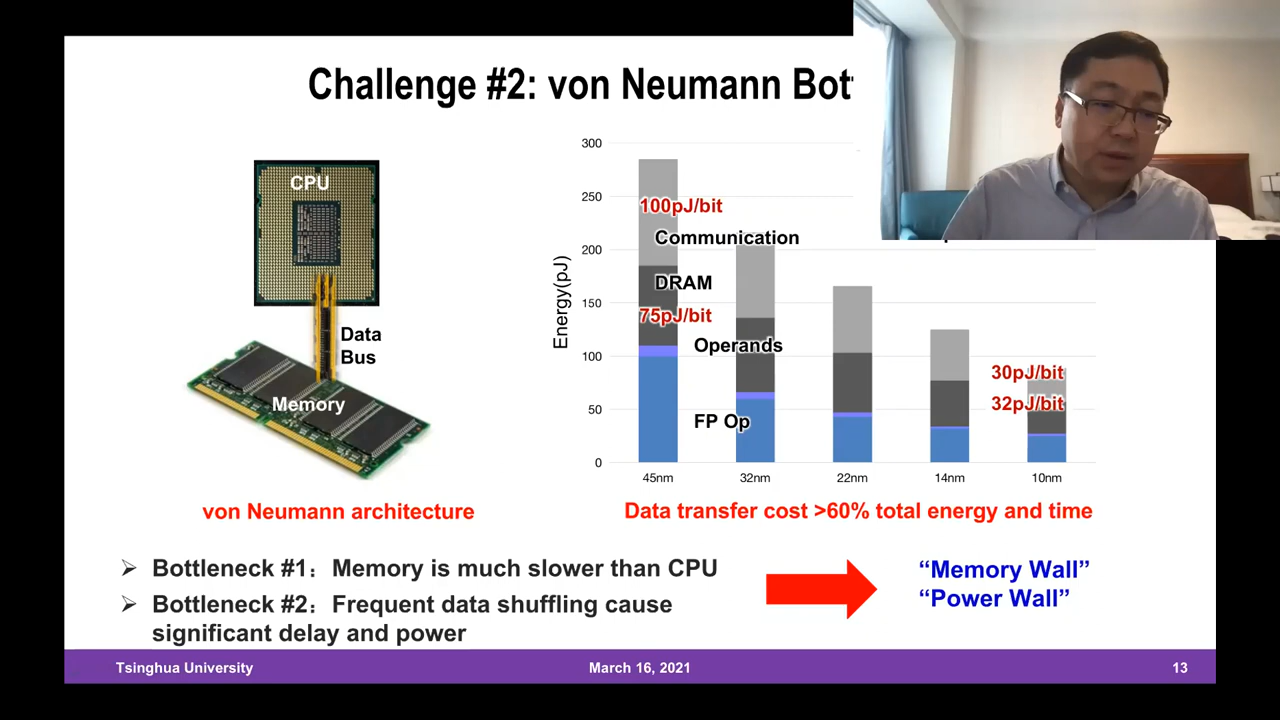 Challenge #2: von Neumann Bot
CPU
Data
Bus
Memory
von Neumann architecture
Energy(pJ)
300
250
200
150
100
50
0
100pJ/bit
Communication
DRAM
75pJ/bit
Operands
FP Op
30pJ/bit
32pJ/bit
45nm 32nm 22nm 14nm 10nm
Data transfer cost >60% total energy and time
➢ Bottleneck #1：Memory is much slower than CPU
➢ Bottleneck #2：Frequent data shuffling cause
significant delay and power
“Memory Wall”
“Power Wall”
Tsinghua University March 16, 2021 13